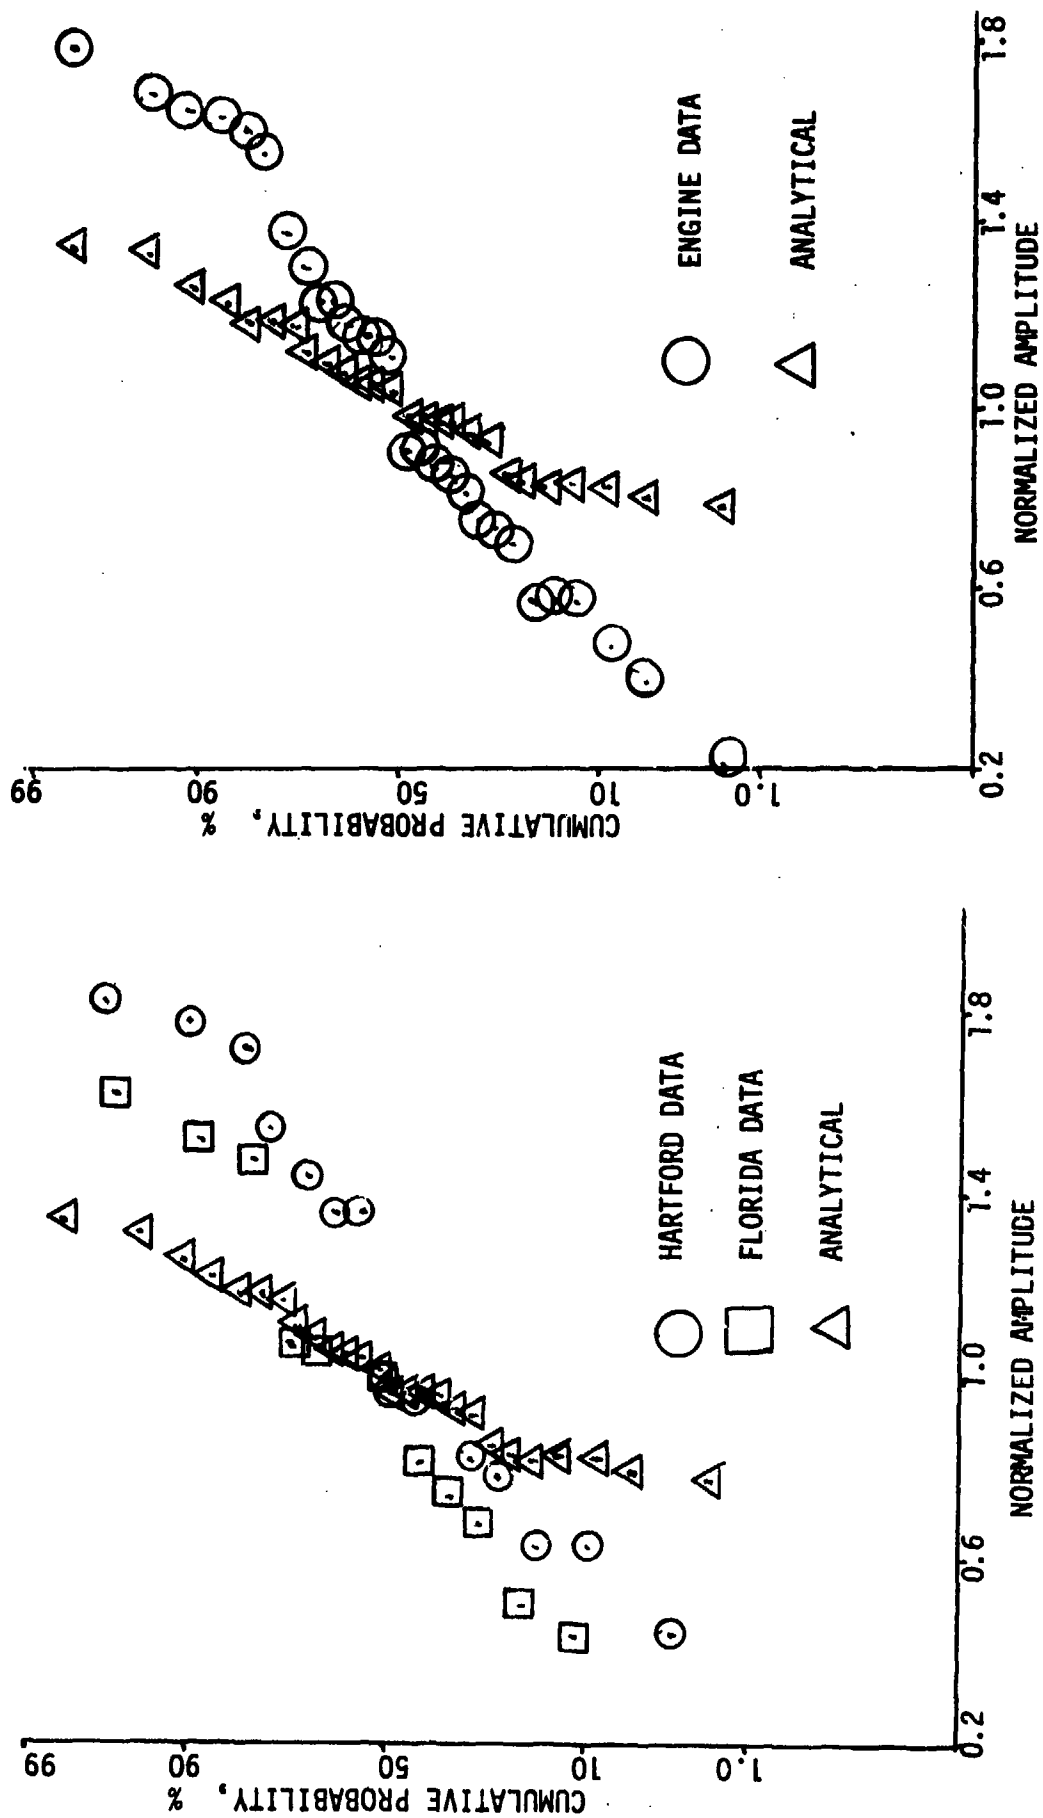 CUMULATIVE PROBABILITY, %
99
90
50
10
1.0
0.2
0.6
1.0
1.4
1.8
NORMALIZED AMPLITUDE
HARTFORD DATA
FLORIDA DATA
ANALYTICAL
CUMULATIVE PROBABILITY, %
99
90
50
10
1.0
0.2
0.6
1.0
1.4
1.8
NORMALIZED AMPLITUDE
ENGINE DATA
ANALYTICAL